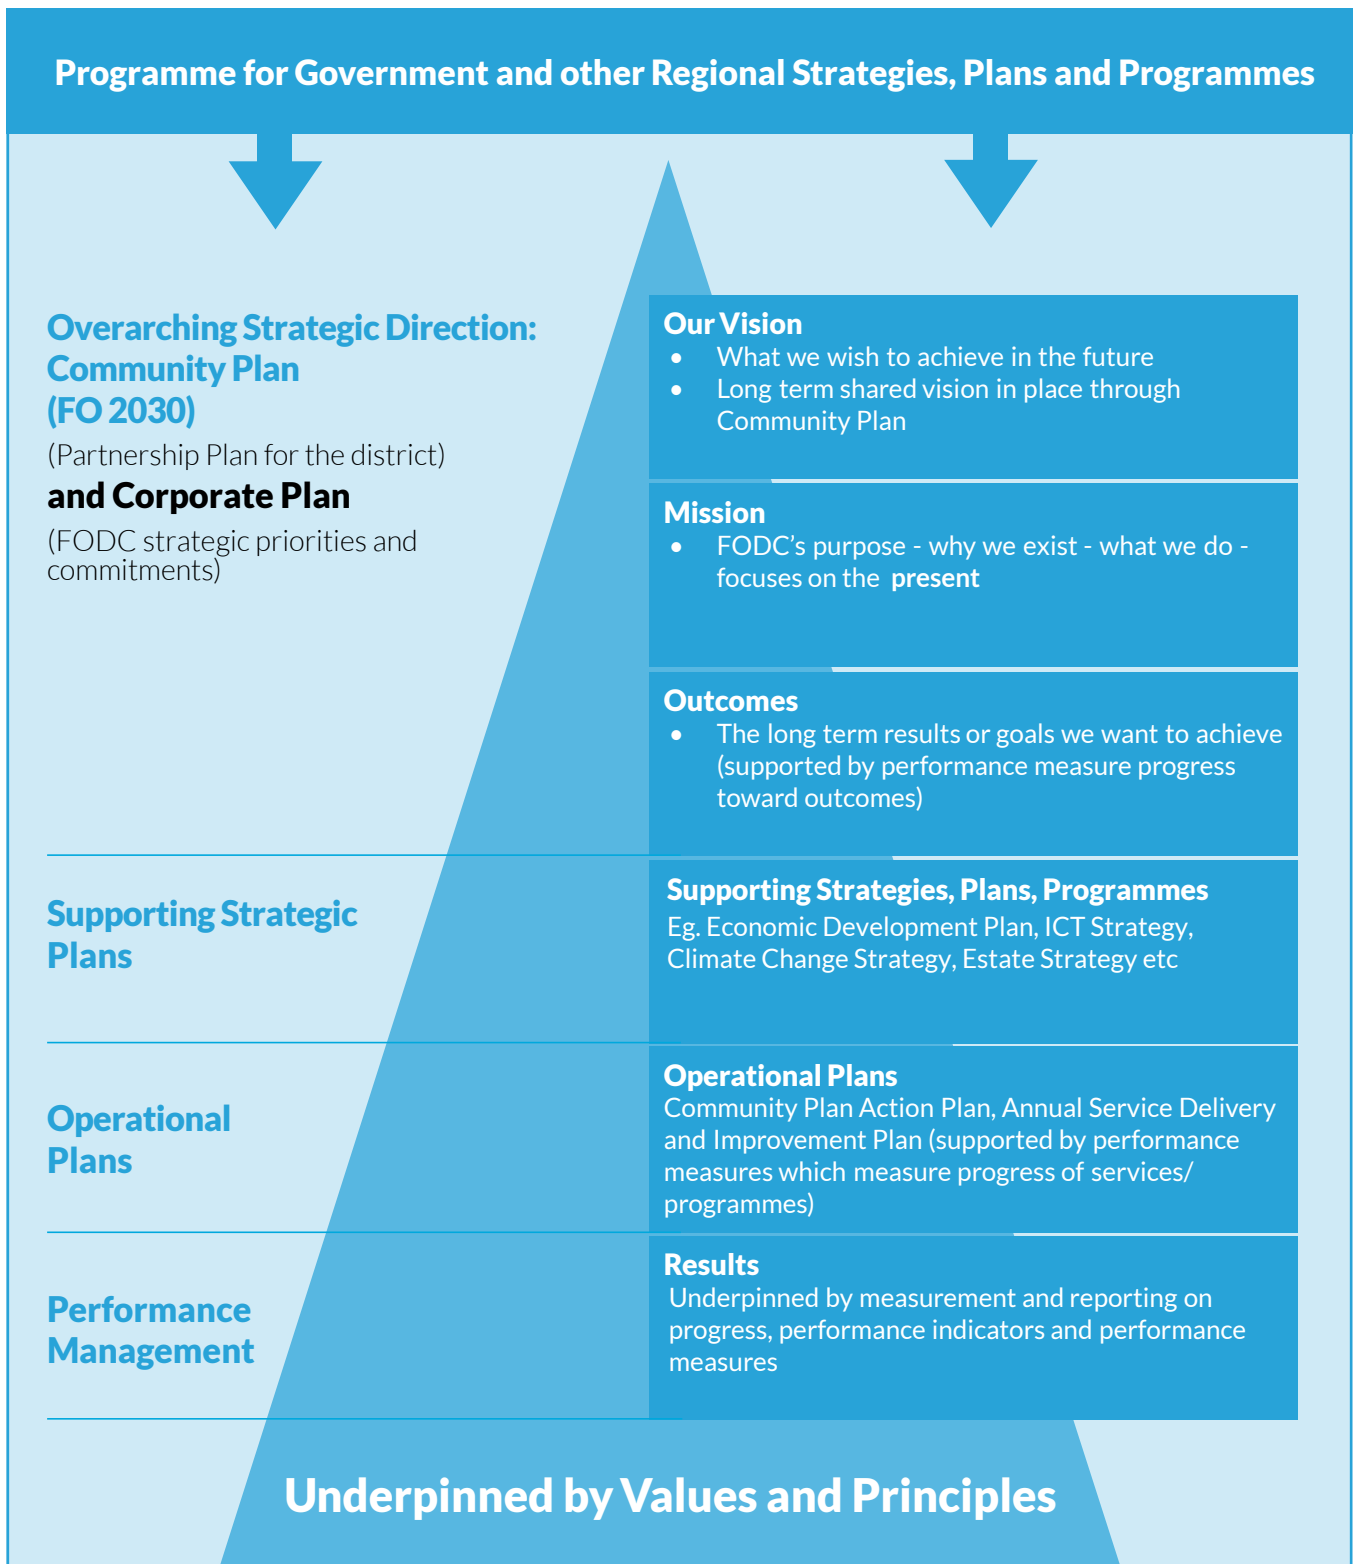 Programme for Government and other Regional Strategies, Plans and Programmes
Overarching Strategic Direction:
Community Plan
(FO 2030)
(Partnership Plan for the district)
and Corporate Plan
(FODC strategic priorities and
commitments)
Our Vision
• What we wish to achieve in the future
• Long term shared vision in place through
Community Plan
Mission
• FODC’s purpose - why we exist - what we do -
focuses on the present
Outcomes
• The long term results or goals we want to achieve
(supported by performance measure progress
toward outcomes)
Supporting Strategic
Plans
Supporting Strategies, Plans, Programmes
Eg. Economic Development Plan, ICT Strategy,
Climate Change Strategy, Estate Strategy etc
Operational
Plans
Operational Plans
Community Plan Action Plan, Annual Service Delivery
and Improvement Plan (supported by performance
measures which measure progress of services/
programmes)
Performance
Management
Results
Underpinned by measurement and reporting on
progress, performance indicators and performance
measures
Underpinned by Values and Principles